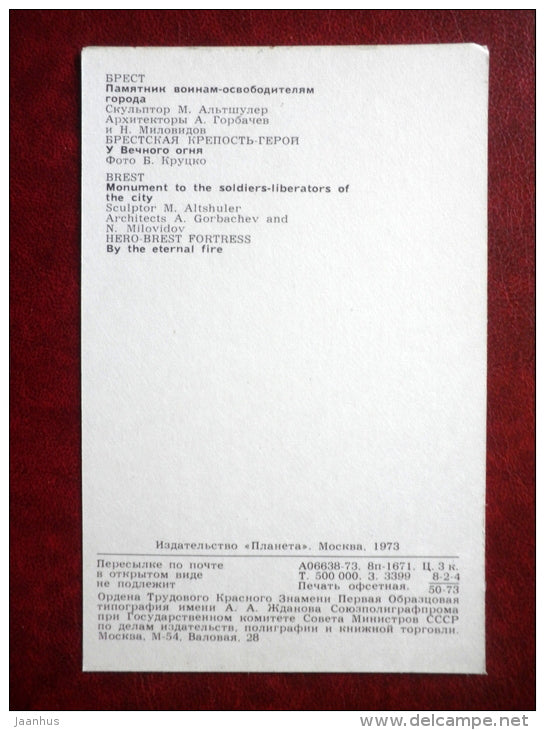 БРЕСТ
Памятник воинам-освободителям
города
Скульптор М. Альтшулер
Архитекторы А. Горбачев
и Н. Миловидов
БРЕСТСКАЯ КРЕПОСТЬ-ГЕРОЙ
У Вечного огня
Фото Б. Круцко
BREST
Monument to the soldiers-liberators of
the city
Sculptor M. Altshuler
Architects A. Gorbachev and
N. Milovidov
HERO-BREST FORTRESS
By the eternal fire
Издательство «Планета». Москва, 1973
Пересылке по почте
в открытом виде
не подлежит
А06638-73. 8п-1671. Ц. 3 к.
Т. 500 000. З. 3399 8-2-4
Печать офсетная. 50-73
Ордена Трудового Красного Знамени Первая Образцовая
типография имени А. А. Жданова Союзполиграфпрома
при Государственном комитете Совета Министров СССР
по делам издательств, полиграфии и книжной торговли.
Москва, М-54, Валовая, 28
jaanhus
www.delcampe.net